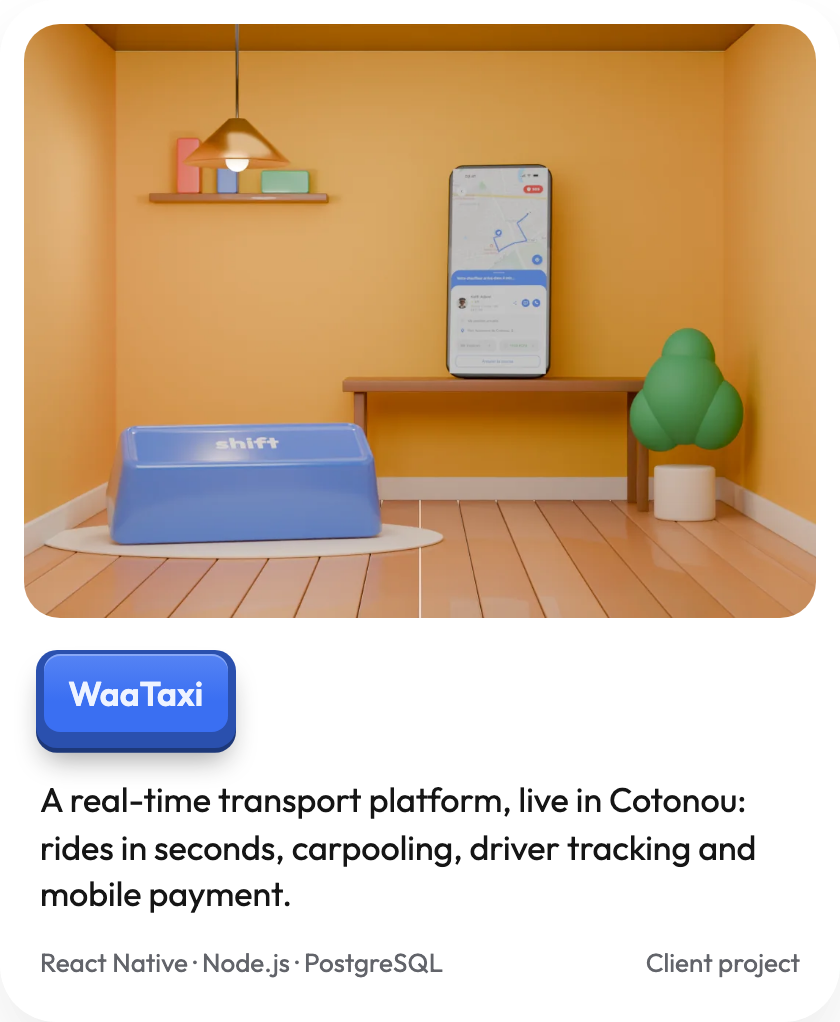 shift
WaaTaxi
A real-time transport platform, live in Cotonou:
rides in seconds, carpooling, driver tracking and
mobile payment.
React Native · Node.js · PostgreSQL
Client project